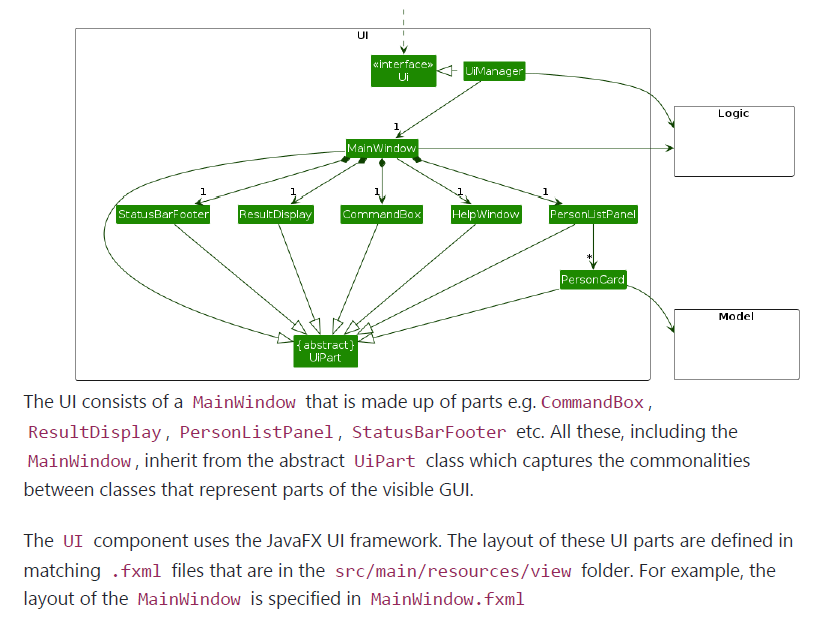 UI
«interface»
Ui
UiManager
Logic
1
MainWindow
1
1
1
1
1
StatusBarFooter
ResultDisplay
CommandBox
HelpWindow
PersonListPanel
*
PersonCard
Model
{abstract}
UiPart
The UI consists of a MainWindow that is made up of parts e.g. CommandBox,
ResultDisplay, PersonListPanel, StatusBarFooter etc. All these, including the
MainWindow, inherit from the abstract UiPart class which captures the commonalities
between classes that represent parts of the visible GUI.
The UI component uses the JavaFX UI framework. The layout of these UI parts are defined in
matching .fxml files that are in the src/main/resources/view folder. For example, the
layout of the MainWindow is specified in MainWindow.fxml